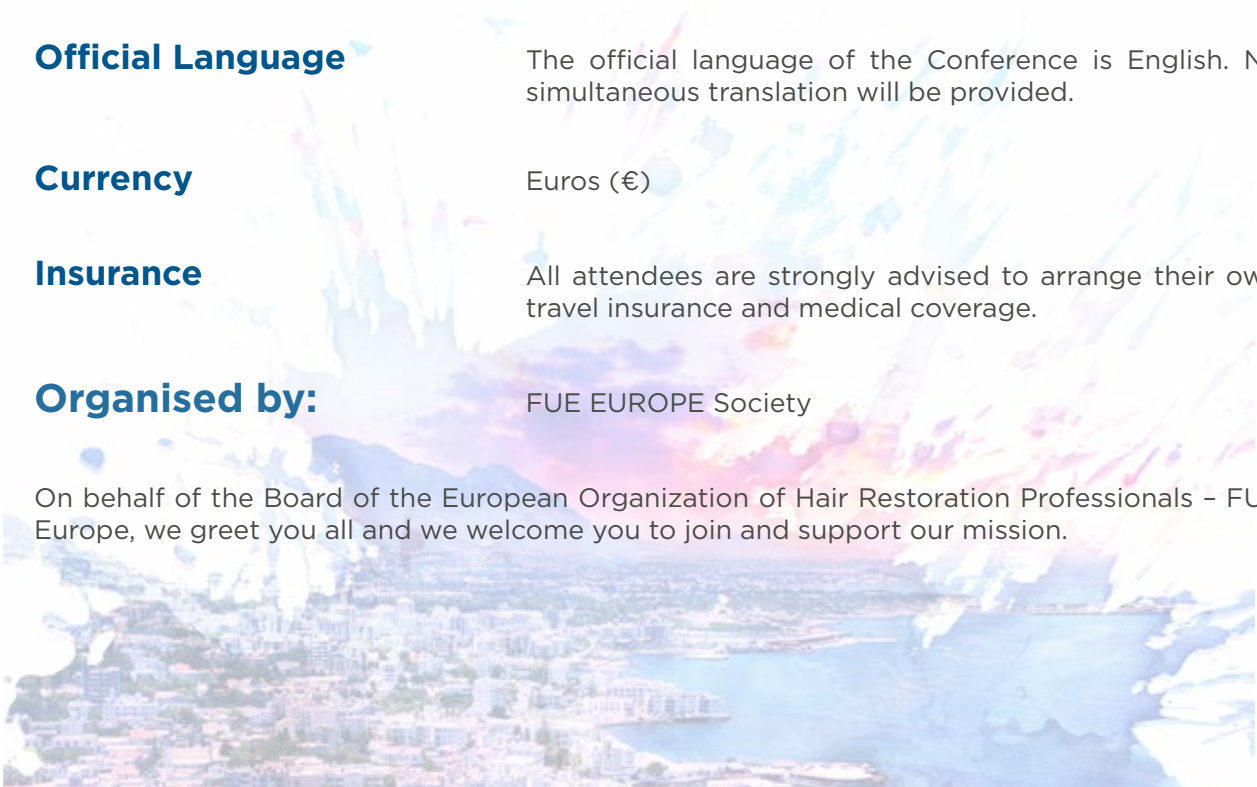 Official Language
The official language of the Conference is English. N
simultaneous translation will be provided.
Currency
Euros (€)
Insurance
All attendees are strongly advised to arrange their ow
travel insurance and medical coverage.
Organised by:
FUE EUROPE Society
On behalf of the Board of the European Organization of Hair Restoration Professionals – FU
Europe, we greet you all and we welcome you to join and support our mission.